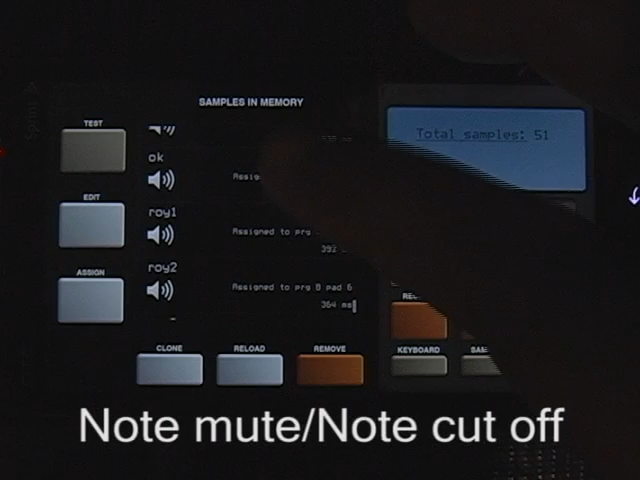 SAMPLES IN MEMORY
TEST
Total samples: 51
ok
EDIT
roy1
Assigned to prg
392
ASSIGN
roy2
Assigned to prg B pad 6
364 ms
CLONE
RELOAD
REMOVE
KEYBOARD
Note mute/Note cut off